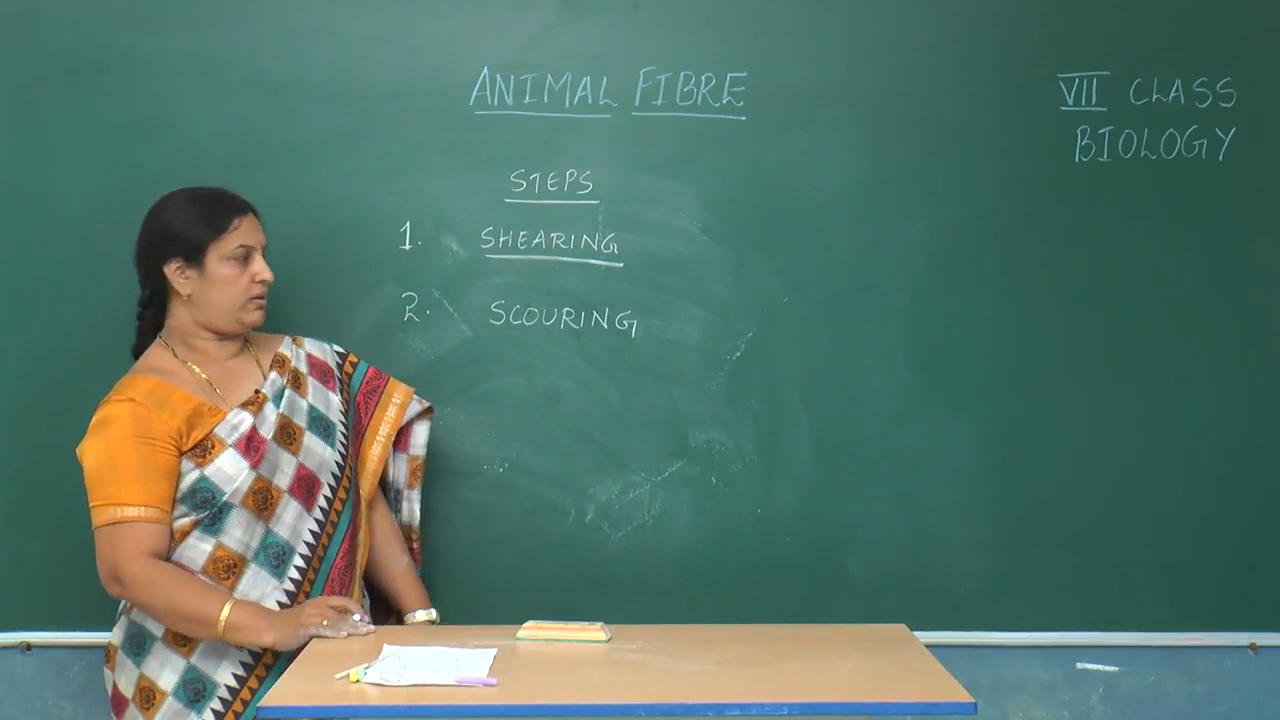 ANIMAL FIBRE
VII CLASS
BIOLOGY
STEPS
1. SHEARING
2. SCOURING